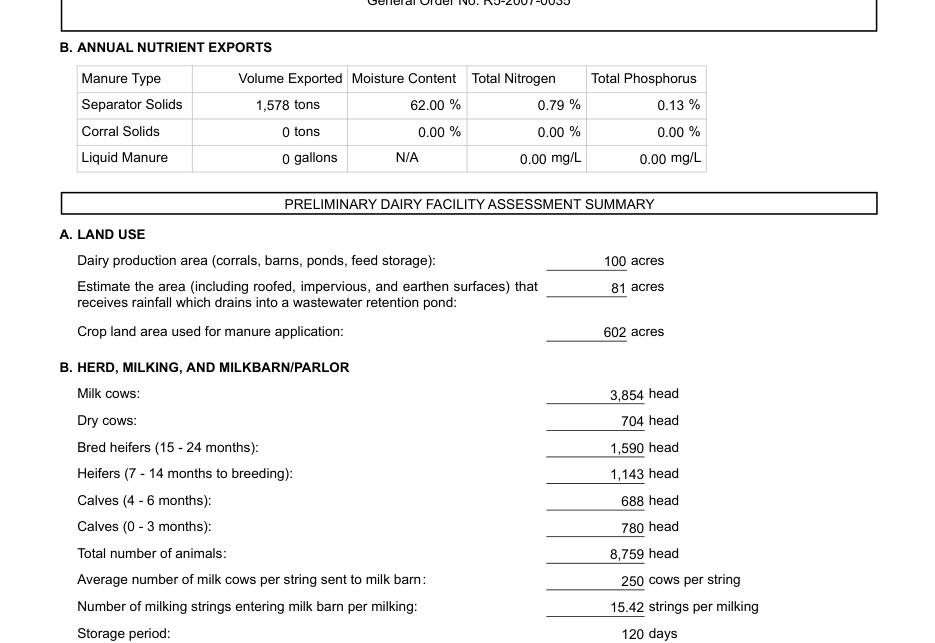 General Order No. R5-2007-0035
B. ANNUAL NUTRIENT EXPORTS
Manure Type Volume Exported Moisture Content Total Nitrogen Total Phosphorus
Separator Solids 1,578 tons 62.00 % 0.79 % 0.13 %
Corral Solids 0 tons 0.00 % 0.00 % 0.00 %
Liquid Manure 0 gallons N/A 0.00 mg/L 0.00 mg/L
PRELIMINARY DAIRY FACILITY ASSESSMENT SUMMARY
A. LAND USE
Dairy production area (corrals, barns, ponds, feed storage): 100 acres
Estimate the area (including roofed, impervious, and earthen surfaces) that 81 acres
receives rainfall which drains into a wastewater retention pond:
Crop land area used for manure application: 602 acres
B. HERD, MILKING, AND MILKBARN/PARLOR
Milk cows: 3,854 head
Dry cows: 704 head
Bred heifers (15 - 24 months): 1,590 head
Heifers (7 - 14 months to breeding): 1,143 head
Calves (4 - 6 months): 688 head
Calves (0 - 3 months): 780 head
Total number of animals: 8,759 head
Average number of milk cows per string sent to milk barn: 250 cows per string
Number of milking strings entering milk barn per milking: 15.42 strings per milking
Storage period: 120 days